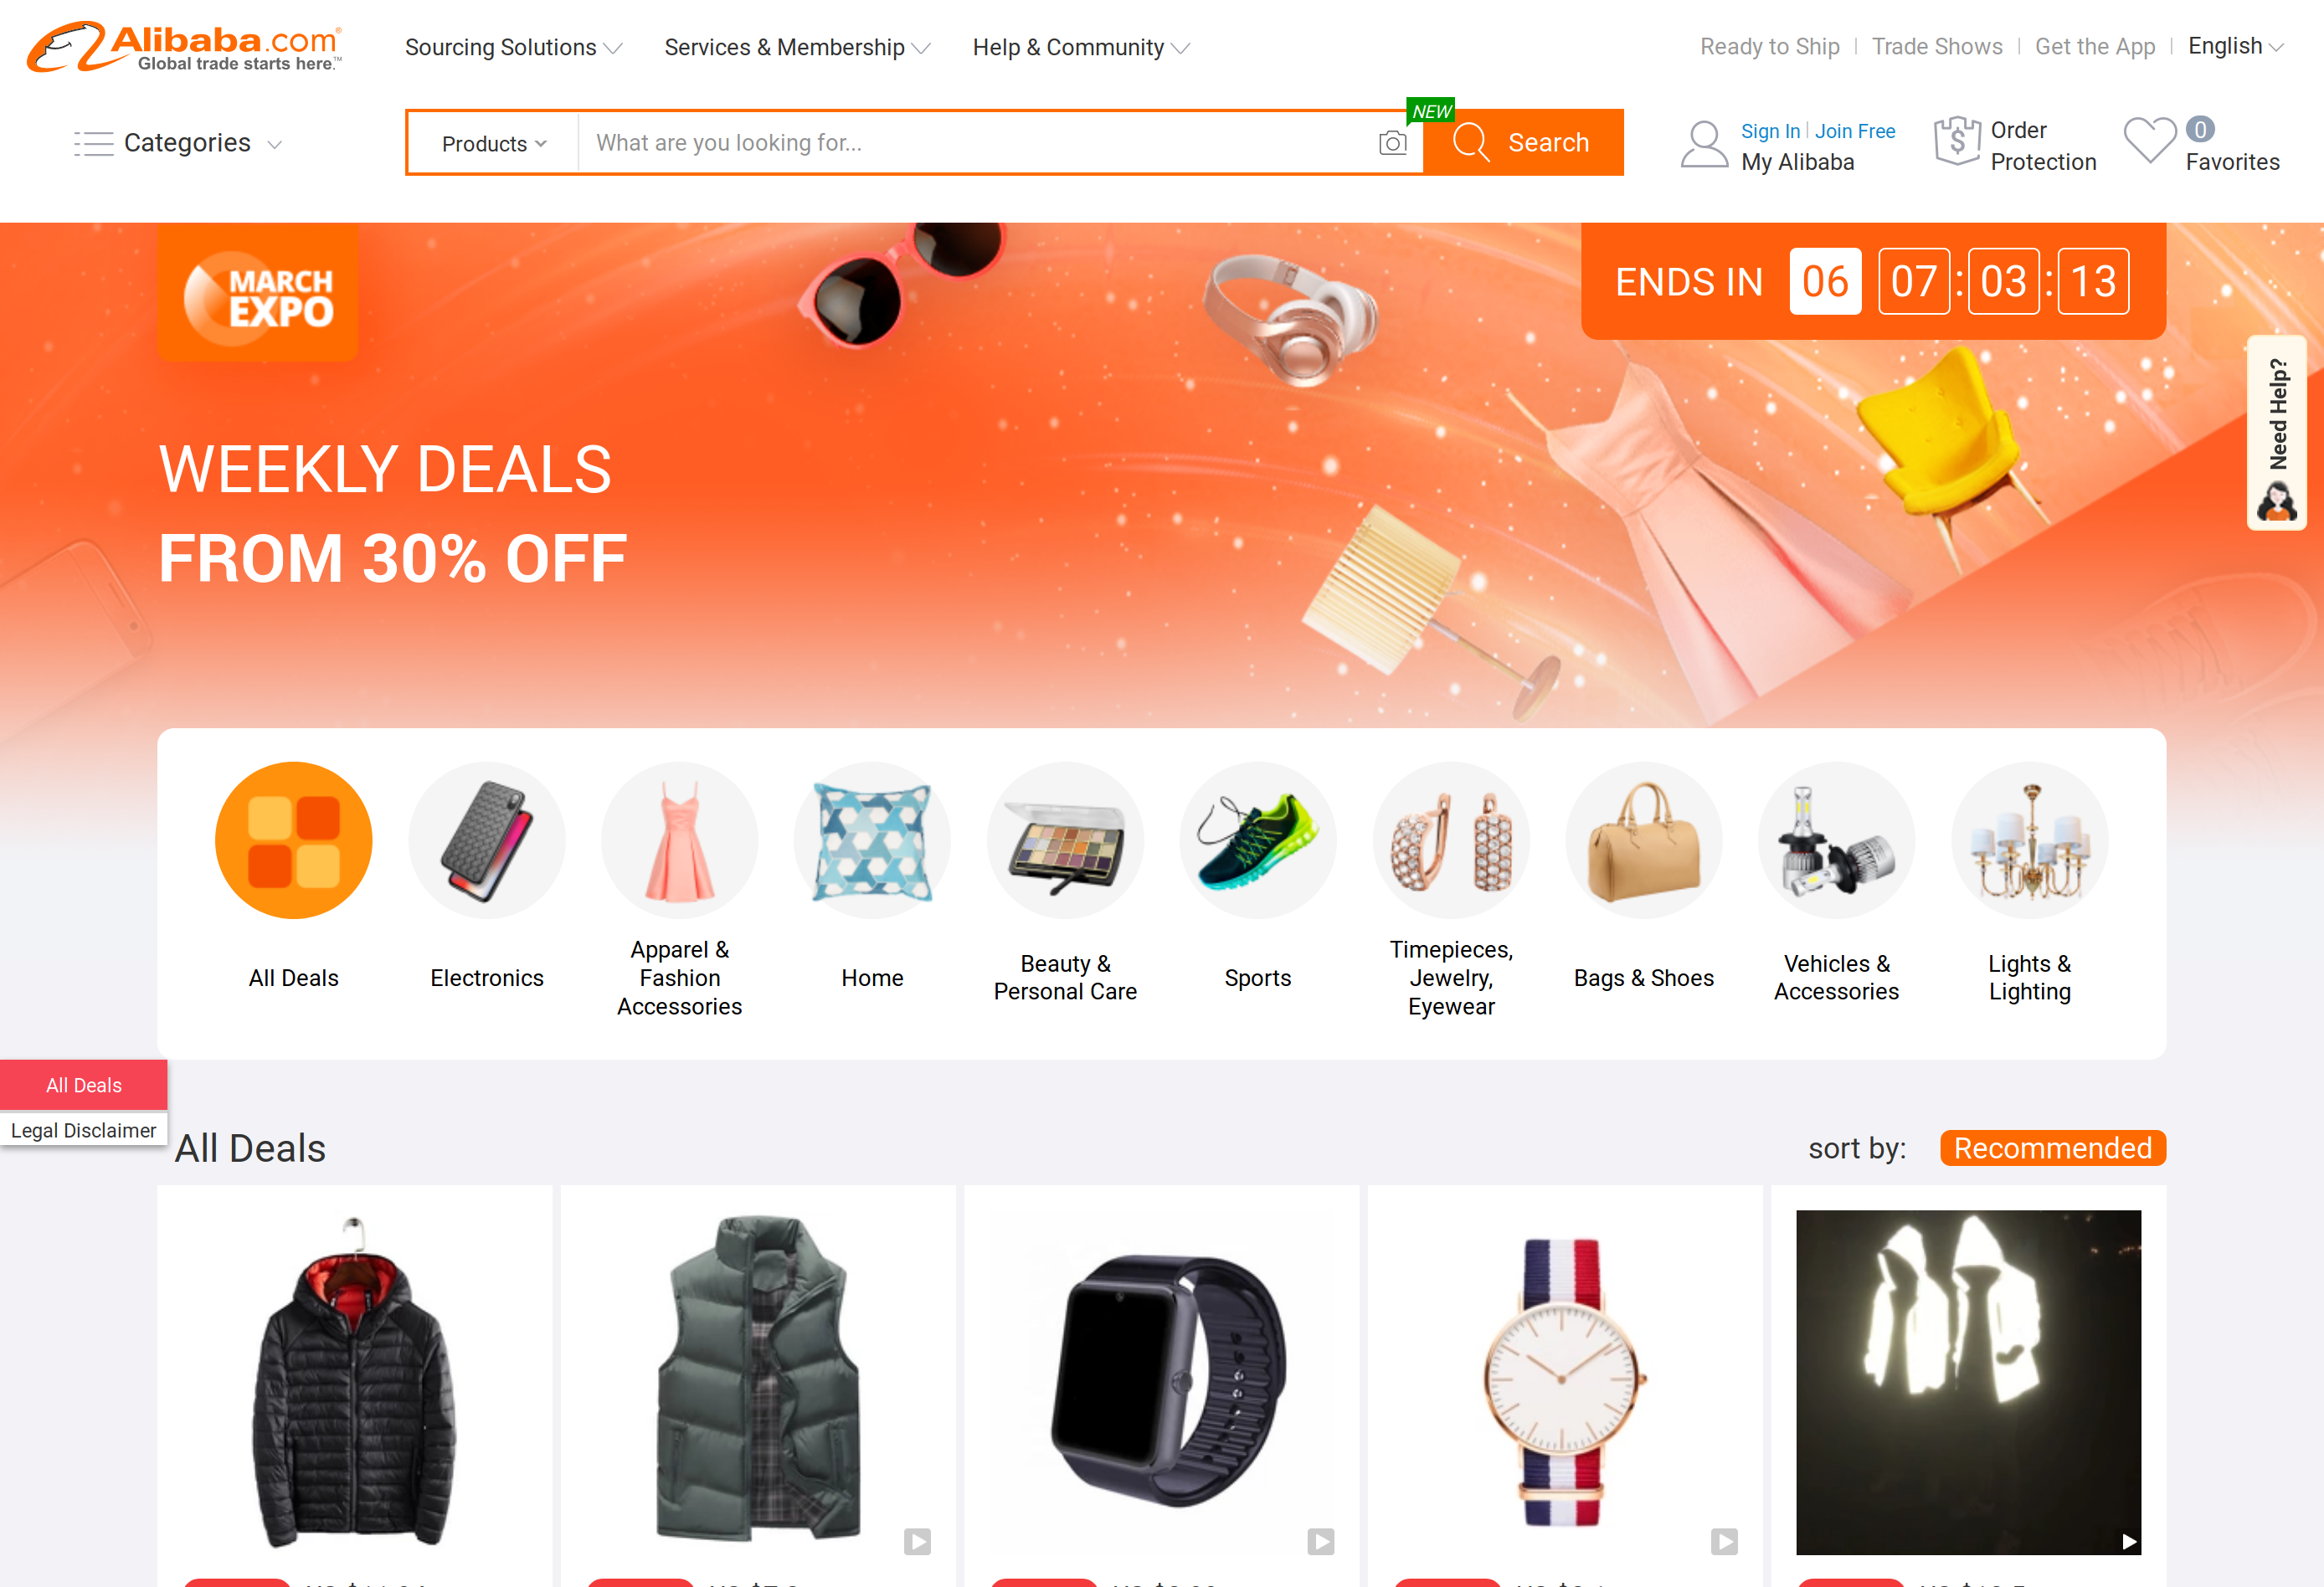 Alibaba.com
Global trade starts here.™
Sourcing Solutions
Services & Membership
Help & Community
Ready to Ship
Trade Shows
Get the App
English
Categories
Products
What are you looking for...
NEW
Search
Sign In
Join Free
My Alibaba
Order
Protection
0
Favorites
MARCH
EXPO
ENDS IN 06 07 : 03 : 13
Need Help?
WEEKLY DEALS
FROM 30% OFF
All Deals
Electronics
Apparel &
Fashion
Accessories
Home
Beauty &
Personal Care
Sports
Timepieces,
Jewelry,
Eyewear
Bags & Shoes
Vehicles &
Accessories
Lights &
Lighting
All Deals
Legal Disclaimer
All Deals
sort by:
Recommended